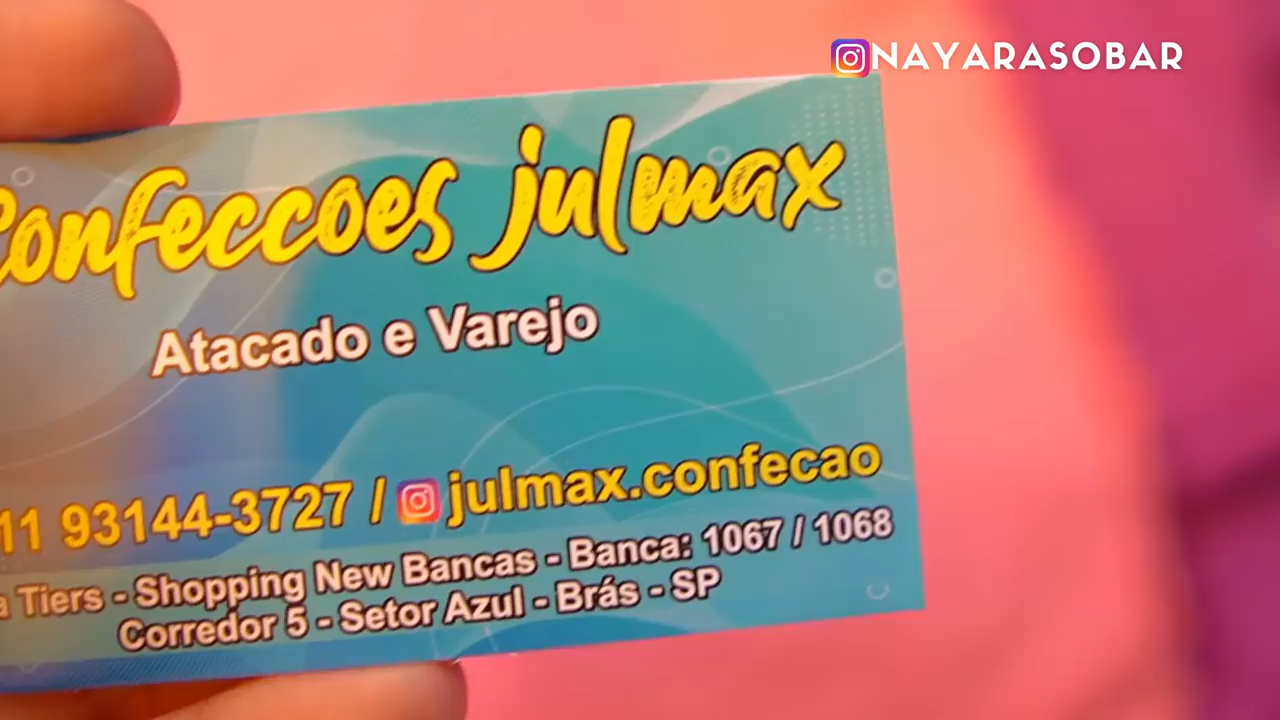 NAYARASOBAR
Confeccoes julmax
Atacado e Varejo
11 93144-3727 / julmax.confecao
Tiers - Shopping New Bancas - Banca: 1067 / 1068
Corredor 5 - Setor Azul - Brás - SP